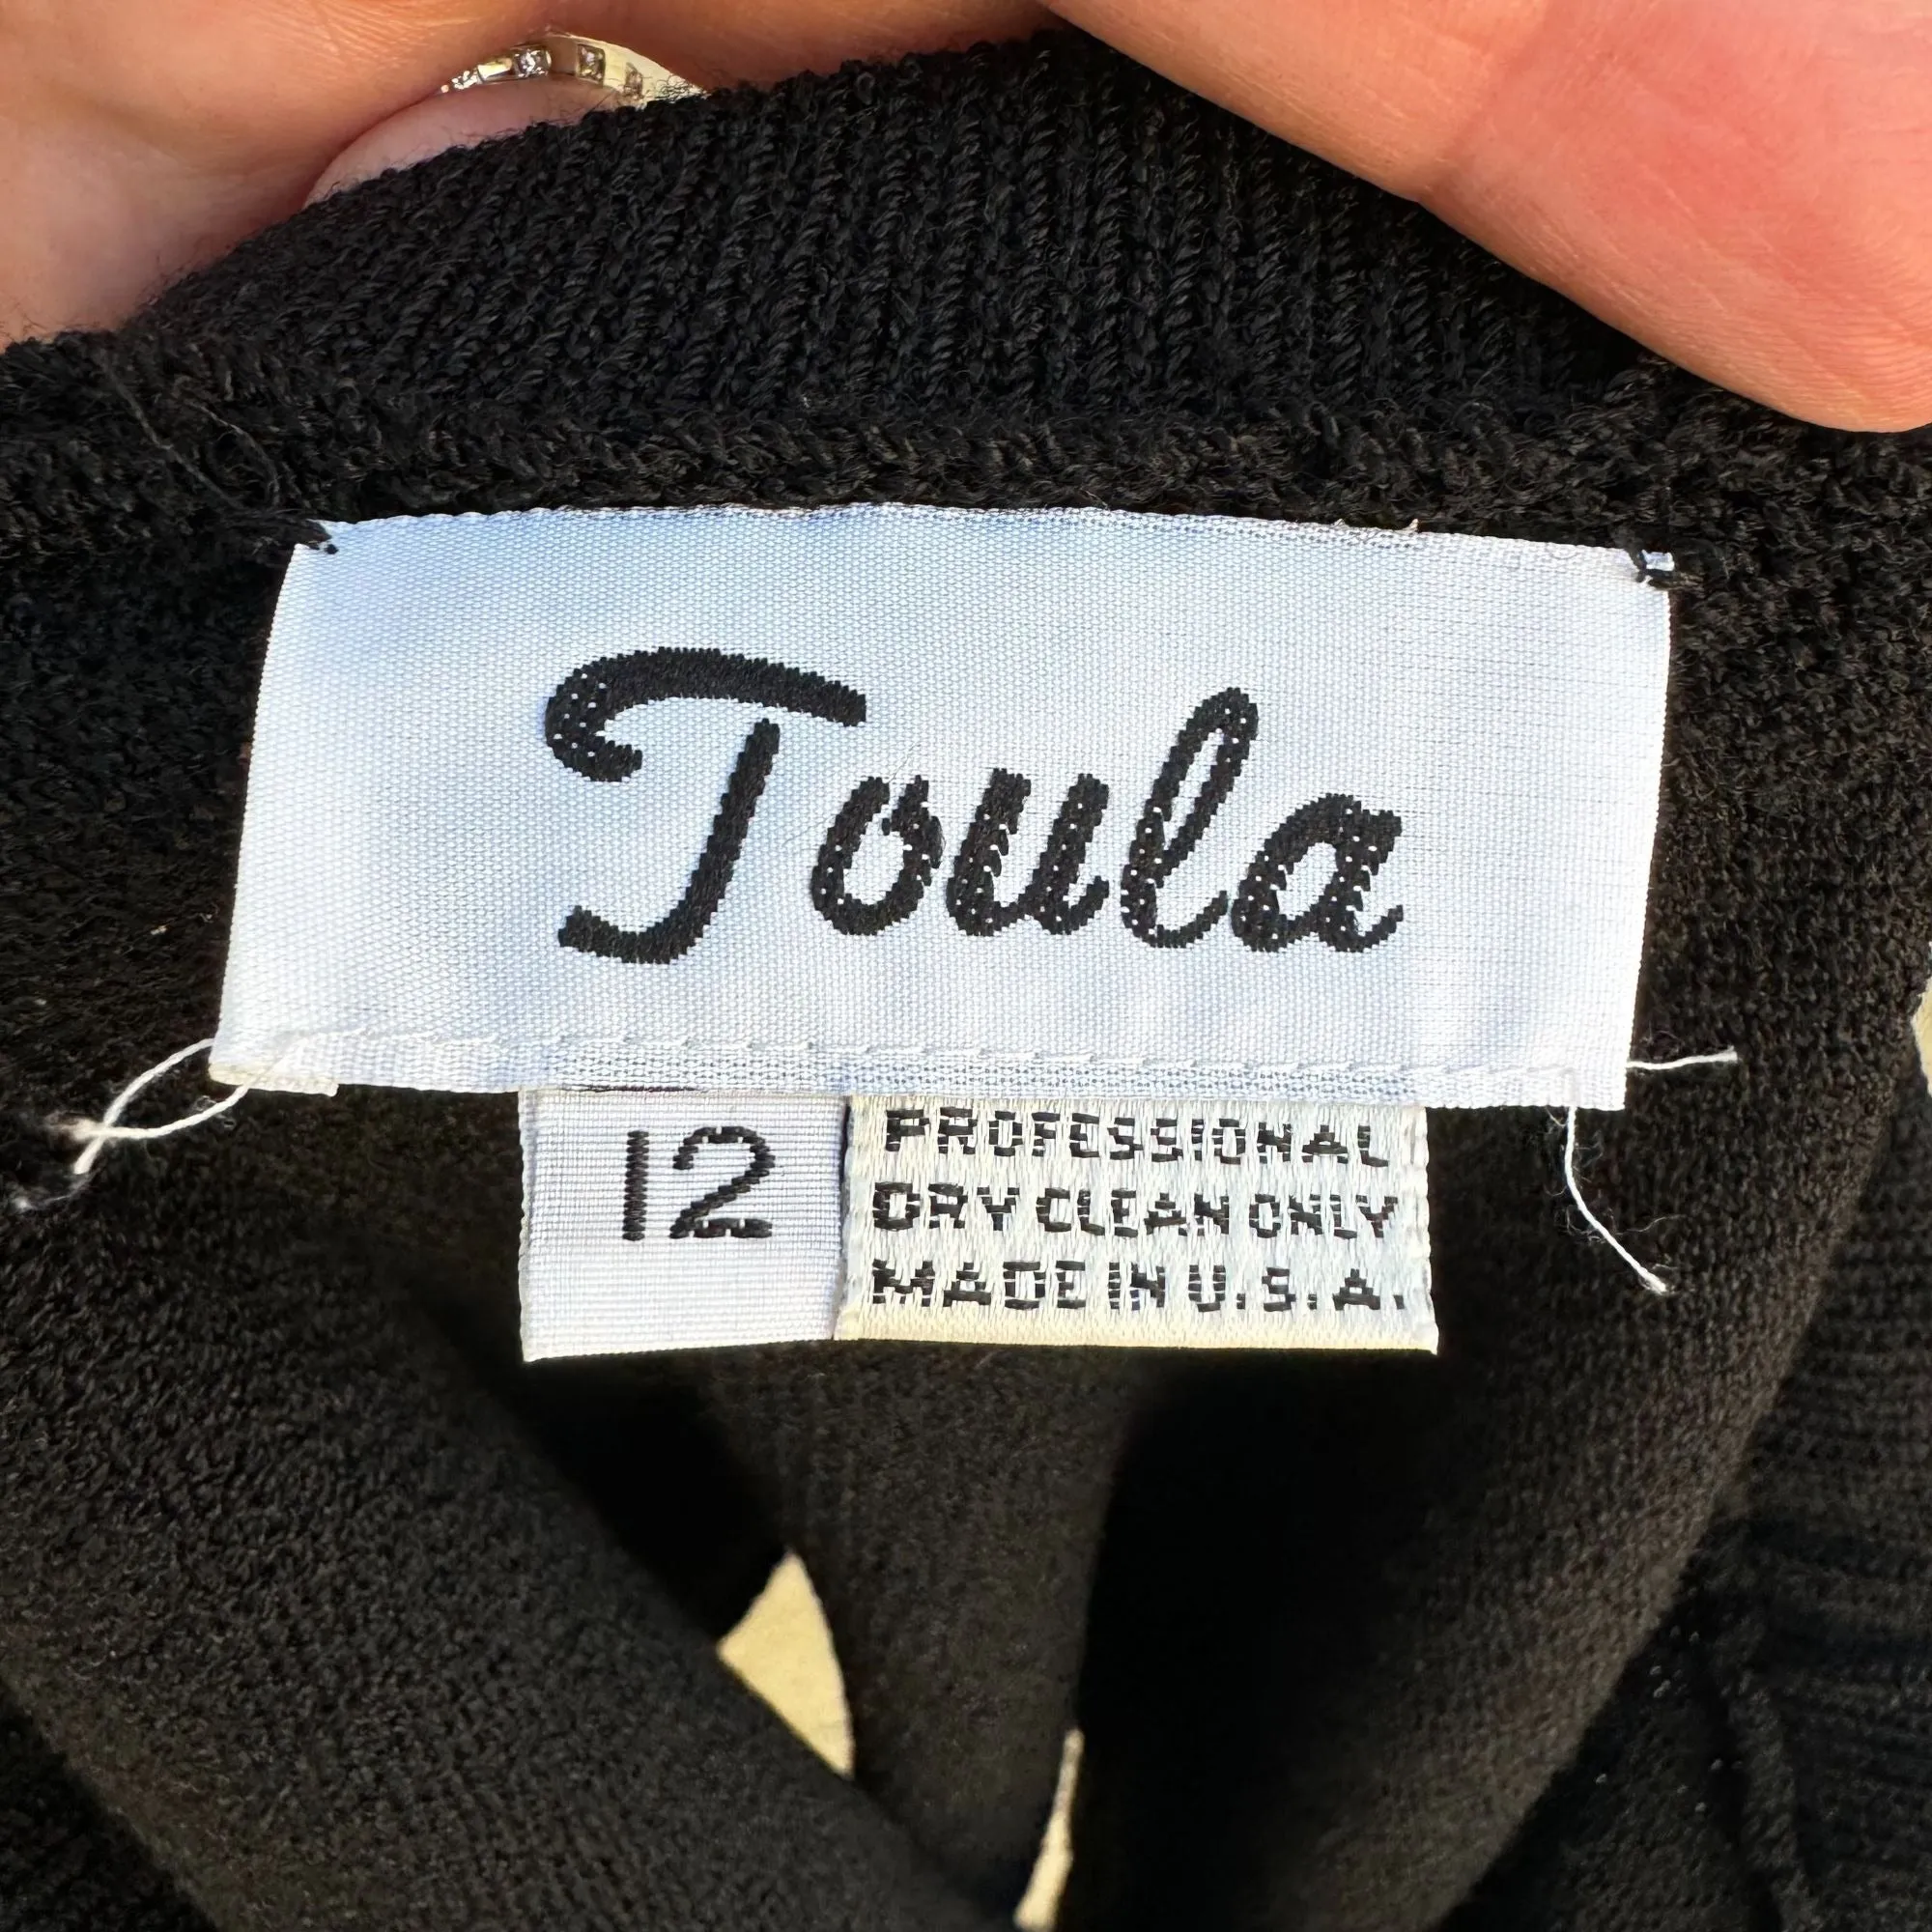 Toula
12
PROFESSIONAL
DRY CLEAN ONLY
MADE IN U.S.A.